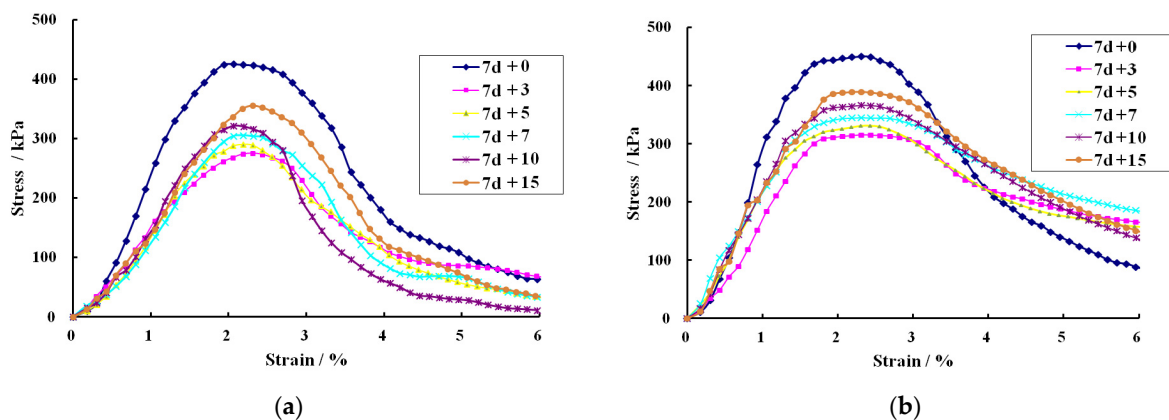 500
400
300
200
100
0
Stress / kPa
0 1 2 3 4 5 6
Strain / %
7d +0
7d +3
7d +5
7d +7
7d +10
7d +15
(a)
500
400
300
200
100
0
Stress / kPa
0 1 2 3 4 5 6
Strain / %
7d +0
7d +3
7d +5
7d +7
7d +10
7d +15
(b)